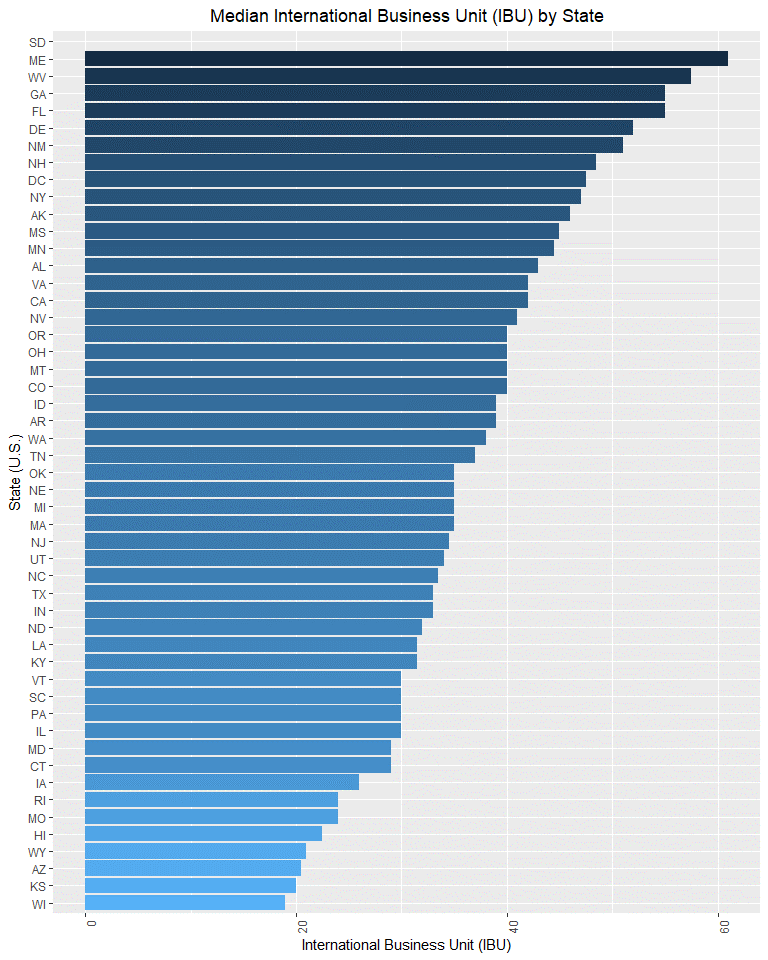 Median International Business Unit (IBU) by State
State (U.S.)
SD
ME
WV
GA
FL
DE
NM
NH
DC
NY
AK
MS
MN
AL
VA
CA
NV
OR
OH
MT
CO
ID
AR
WA
TN
OK
NE
MI
MA
NJ
UT
NC
TX
IN
ND
LA
KY
VT
SC
PA
IL
MD
CT
IA
RI
MO
HI
WY
AZ
KS
WI
0 20 40 60
International Business Unit (IBU)